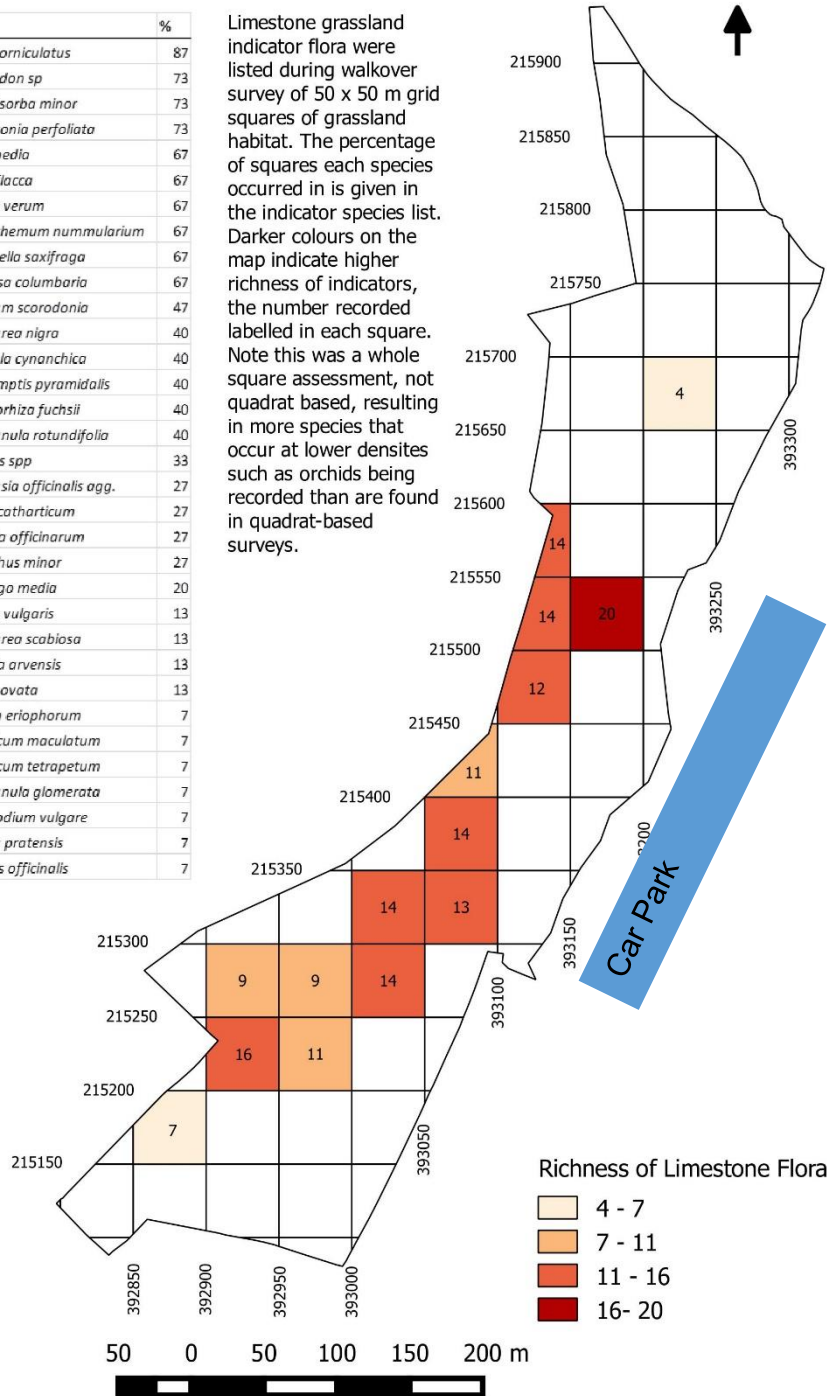 %
orniculatus 87
don sp 73
sorba minor 73
onia perfoliata 73
nedia 67
flacca 67
verum 67
hemum nummularium 67
ella saxifraga 67
sa columbaria 67
m scorodonia 47
rea nigra 40
la cynanchica 40
mptis pyramidalis 40
orhiza fuchsii 40
nula rotundifolia 40
s spp 33
sia officinalis agg. 27
catharticum 27
a officinarum 27
hus minor 27
go media 20
vulgaris 13
rea scabiosa 13
a arvensis 13
ovata 13
n eriophorum 7
cum maculatum 7
cum tetrapetum 7
nula glomerata 7
odium vulgare 7
pratensis 7
s officinalis 7
Limestone grassland
indicator flora were
listed during walkover
survey of 50 x 50 m grid
squares of grassland
habitat. The percentage
of squares each species
occurred in is given in
the indicator species list.
Darker colours on the
map indicate higher
richness of indicators,
the number recorded
labelled in each square.
Note this was a whole
square assessment, not
quadrat based, resulting
in more species that
occur at lower densites
such as orchids being
recorded than are found
in quadrat-based
surveys.
215900
215850
215800
215750
215700
4
215650
393300
215600
14
215550
14 20
393250
215500
12
215450
11
215400
14
200
215350
14 13
Car Park
215300
393150
9 9 14
393100
215250
16 11
215200
7
393050
215150
392850 392900 392950 393000
Richness of Limestone Flora
4 - 7
7 - 11
11 - 16
16- 20
50 0 50 100 150 200 m